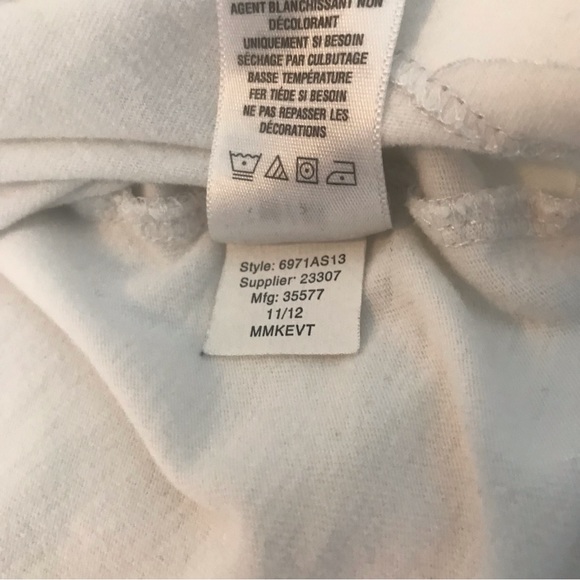 AGENT BLANCHISSANT NON
DÉCOLORANT
UNIQUEMENT SI BESOIN
SÉCHAGE PAR CULBUTAGE
BASSE TEMPÉRATURE
FER TIÈDE SI BESOIN
NE PAS REPASSER LES
DÉCORATIONS
Style: 6971AS13
Supplier: 23307
Mfg: 35577
11/12
MMKEVT